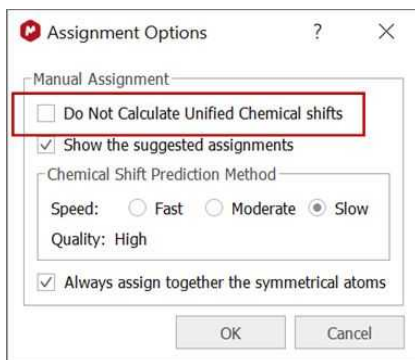 Assignment Options ? ×
Manual Assignment
Do Not Calculate Unified Chemical shifts
Show the suggested assignments
Chemical Shift Prediction Method
Speed: Fast Moderate Slow
Quality: High
Always assign together the symmetrical atoms
OK Cancel